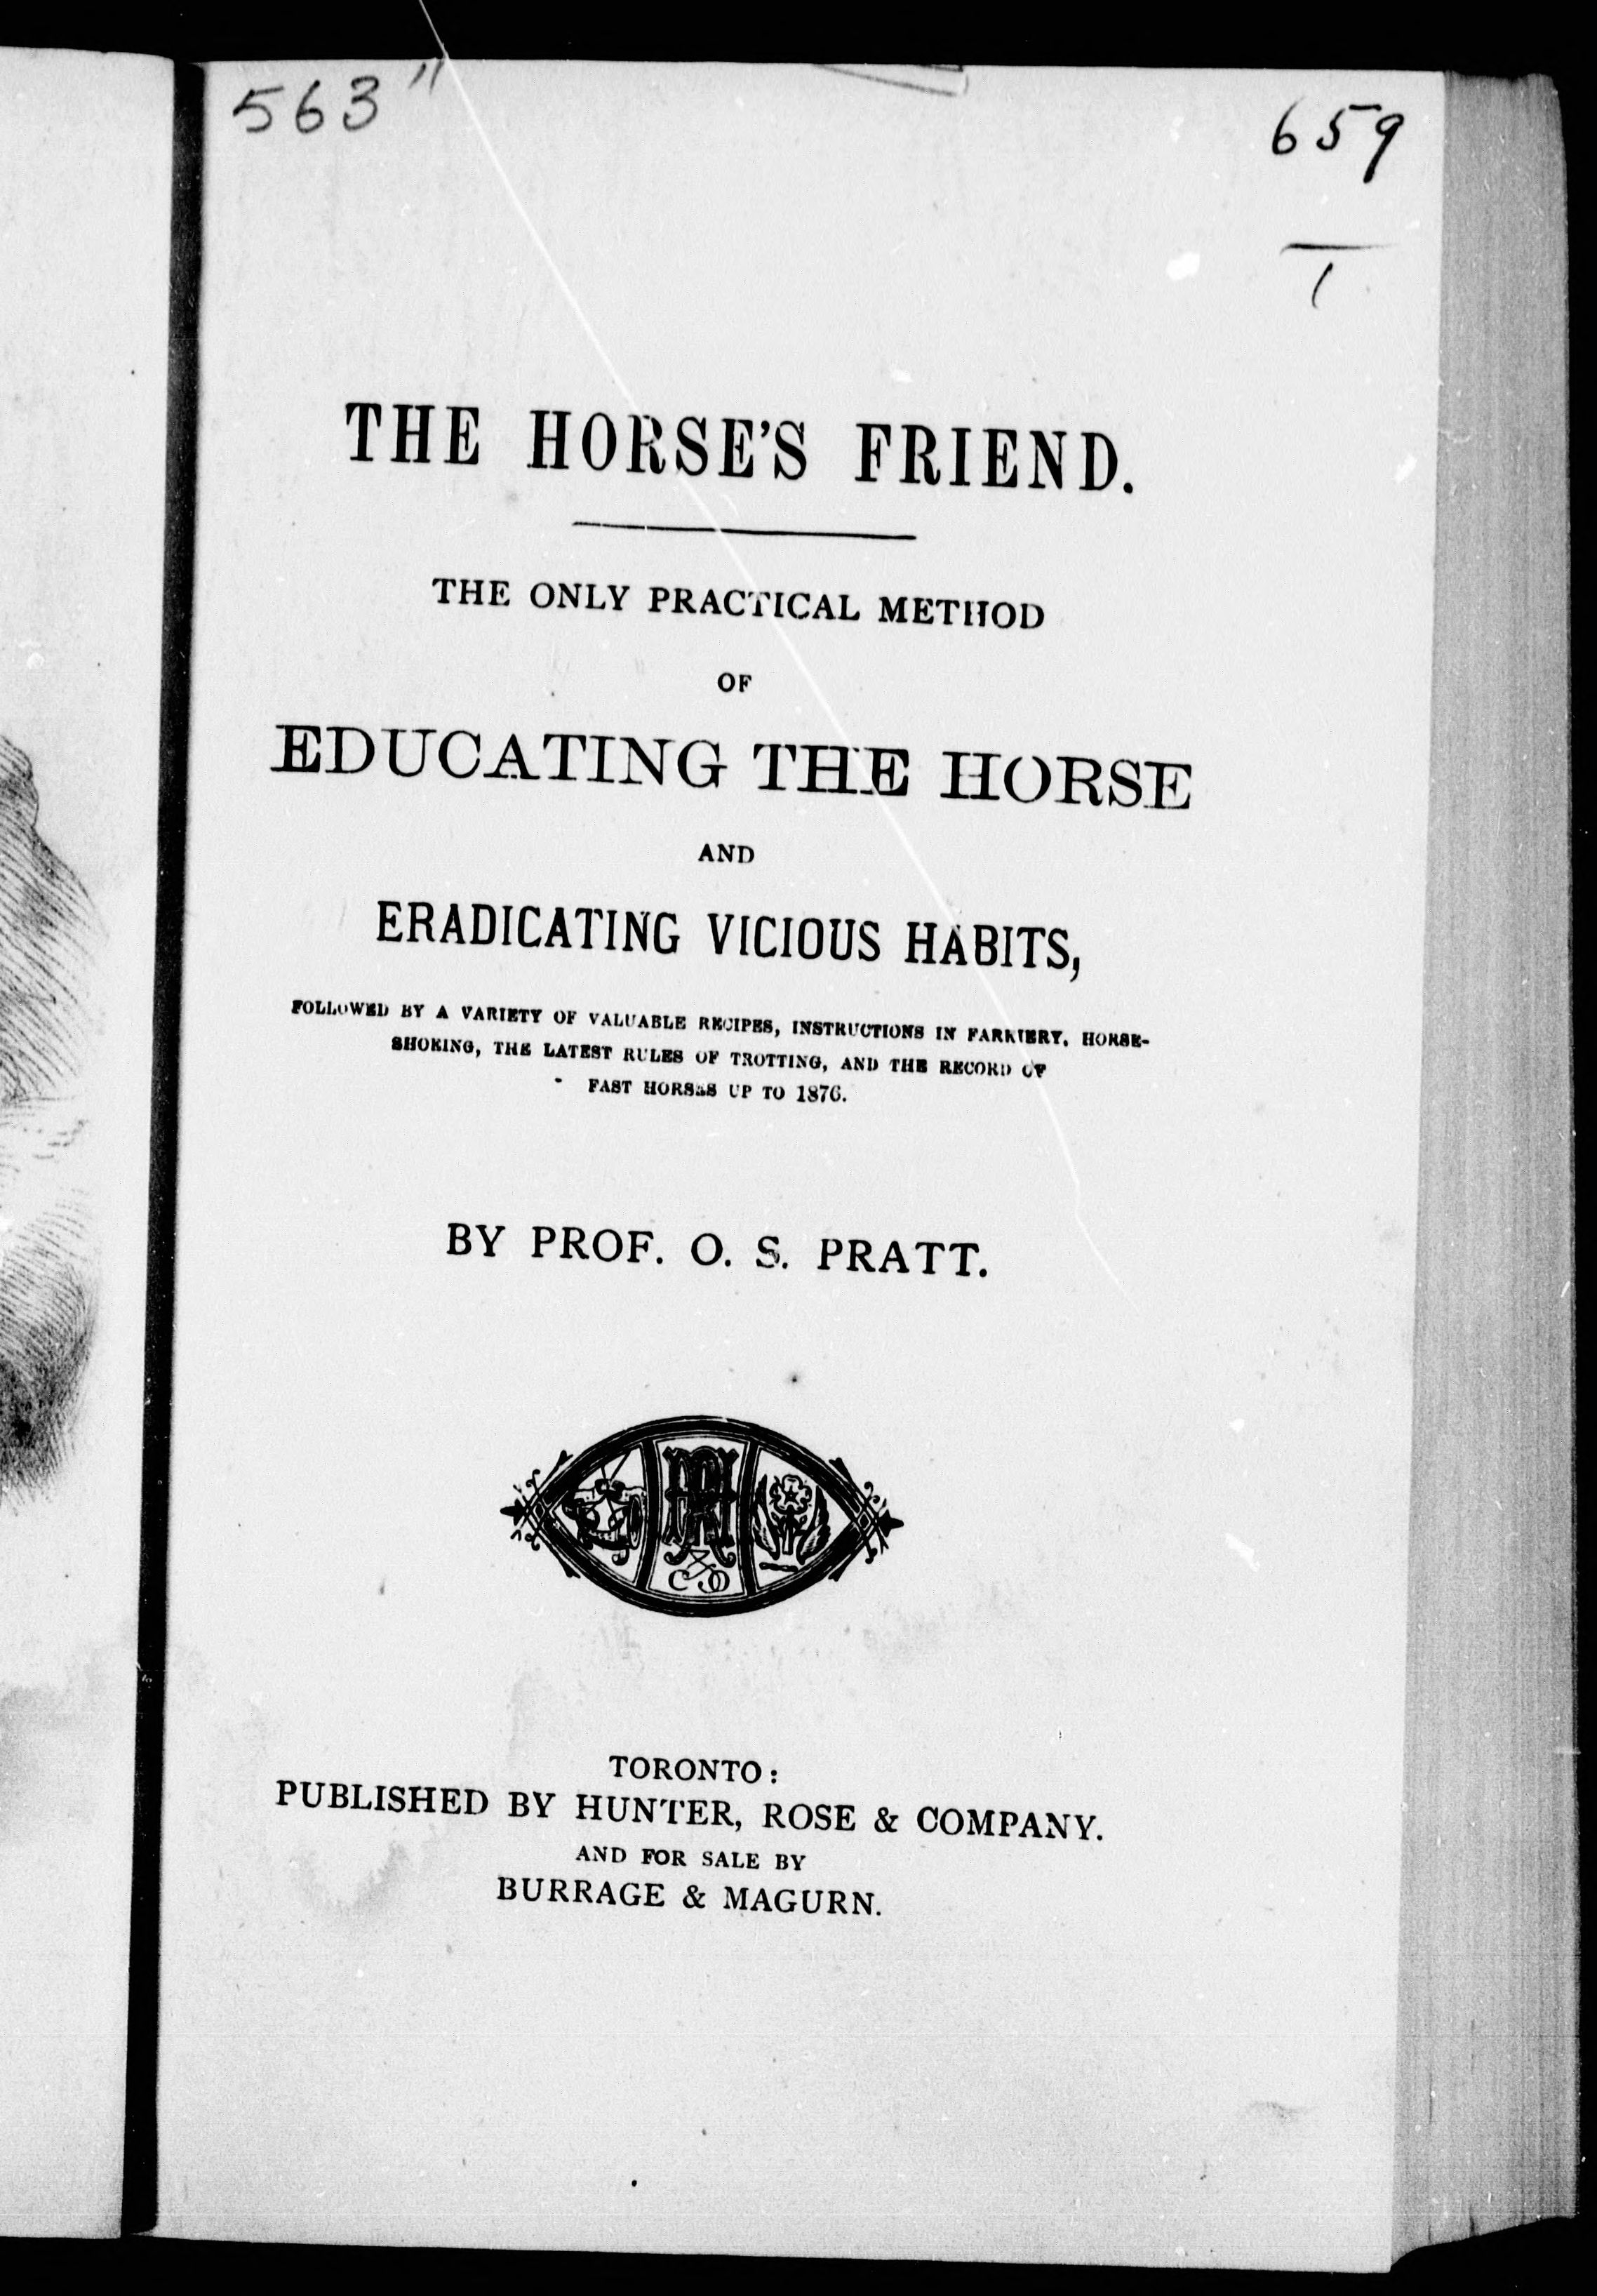 563"
659
1
THE HORSE'S FRIEND.
THE ONLY PRACTICAL METHOD
OF
EDUCATING THE HORSE
AND
ERADICATING VICIOUS HABITS,
FOLLOWED BY A VARIETY OF VALUABLE RECIPES, INSTRUCTIONS IN FARRIERY, HORSE-
SHOEING, THE LATEST RULES OF TROTTING, AND THE RECORD OF
FAST HORSES UP TO 1876.
BY PROF. O. S. PRATT.
TORONTO:
PUBLISHED BY HUNTER, ROSE & COMPANY.
AND FOR SALE BY
BURRAGE & MAGURN.